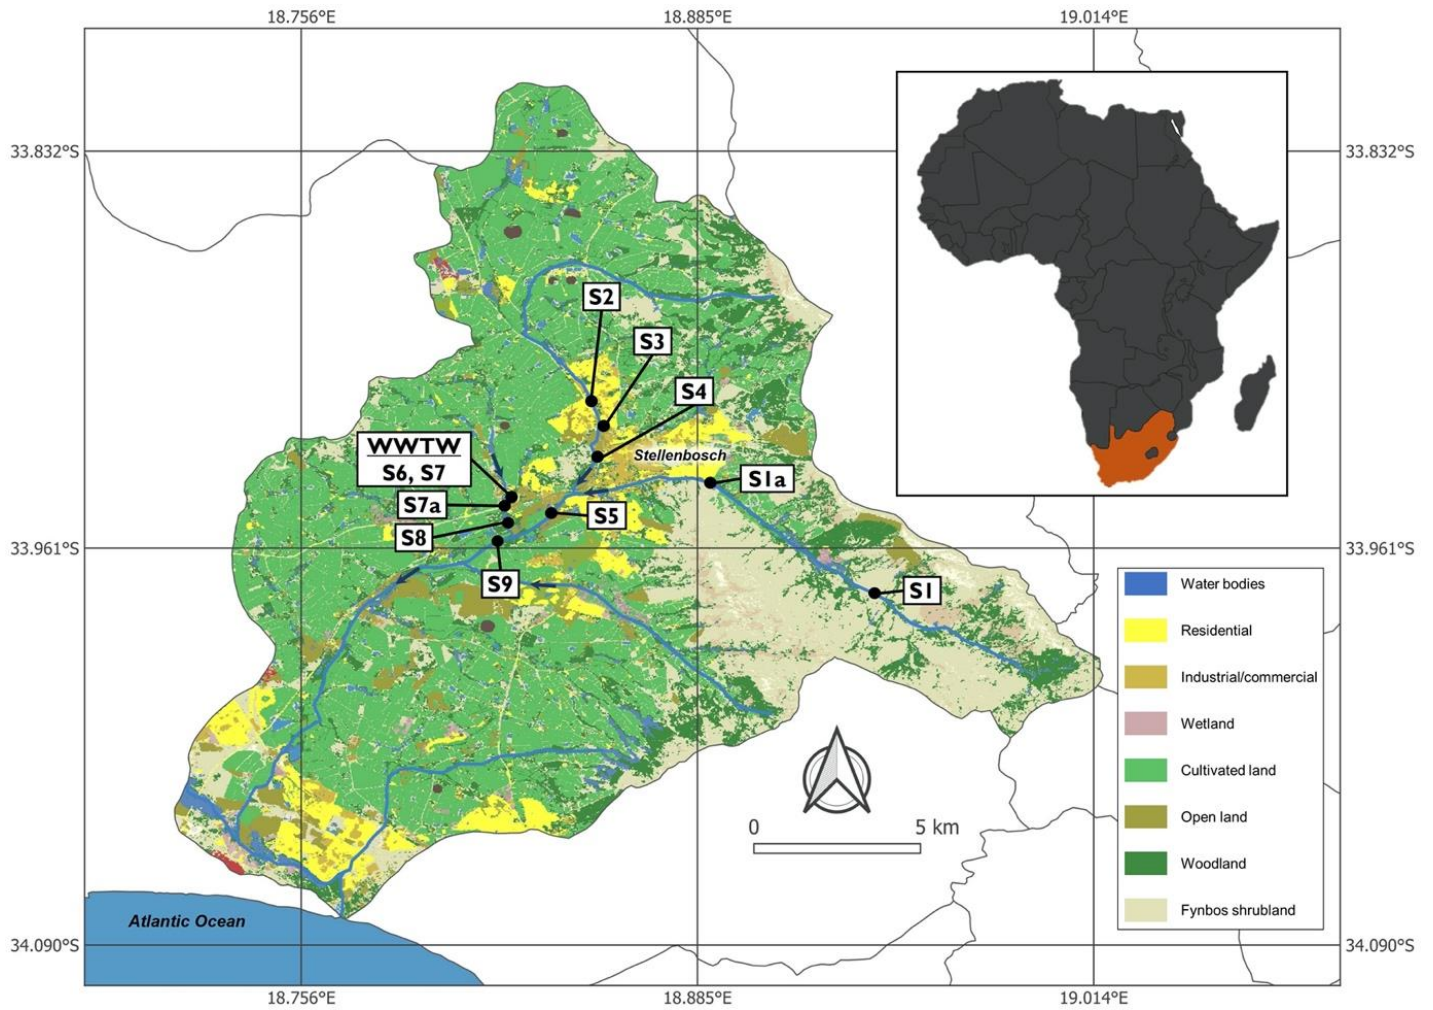 18.756°E
18.885°E
19.014°E
33.832°S
33.832°S
S2
S3
S4
WWTW
S6, S7
Stellenbosch
S1a
S7a
S5
S8
33.961°S
33.961°S
S9
S1
Water bodies
Residential
Industrial/commercial
Wetland
Cultivated land
Open land
Woodland
Fynbos shrubland
0
5 km
Atlantic Ocean
34.090°S
34.090°S
18.756°E
18.885°E
19.014°E